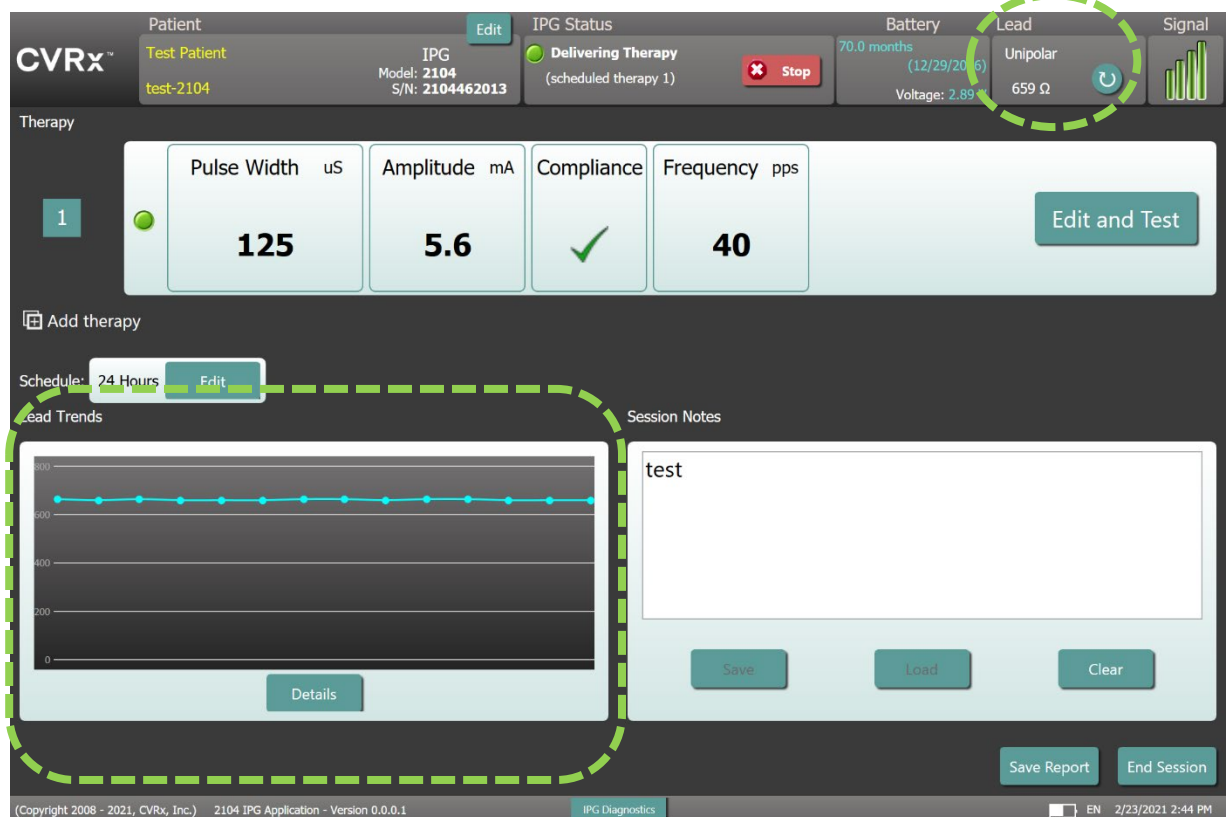 CVRx™
Patient
Edit
Test Patient
test-2104
IPG
Model: 2104
S/N: 2104462013
IPG Status
Delivering Therapy
(scheduled therapy 1)
Stop
Battery
70.0 months
Voltage: 2.89
Lead
Unipolar
659 Ω
Signal
Therapy
1
Pulse Width uS
125
Amplitude mA
5.6
Compliance
Frequency pps
40
Edit and Test
Add therapy
Schedule: 24 Hours Edit
Lead Trends
800
600
400
200
0
Details
Session Notes
test
Save Load Clear
Save Report End Session
(Copyright 2008 - 2021, CVRx, Inc.) 2104 IPG Application - Version 0.0.0.1 IPG Diagnostics EN 2/23/2021 2:44 PM